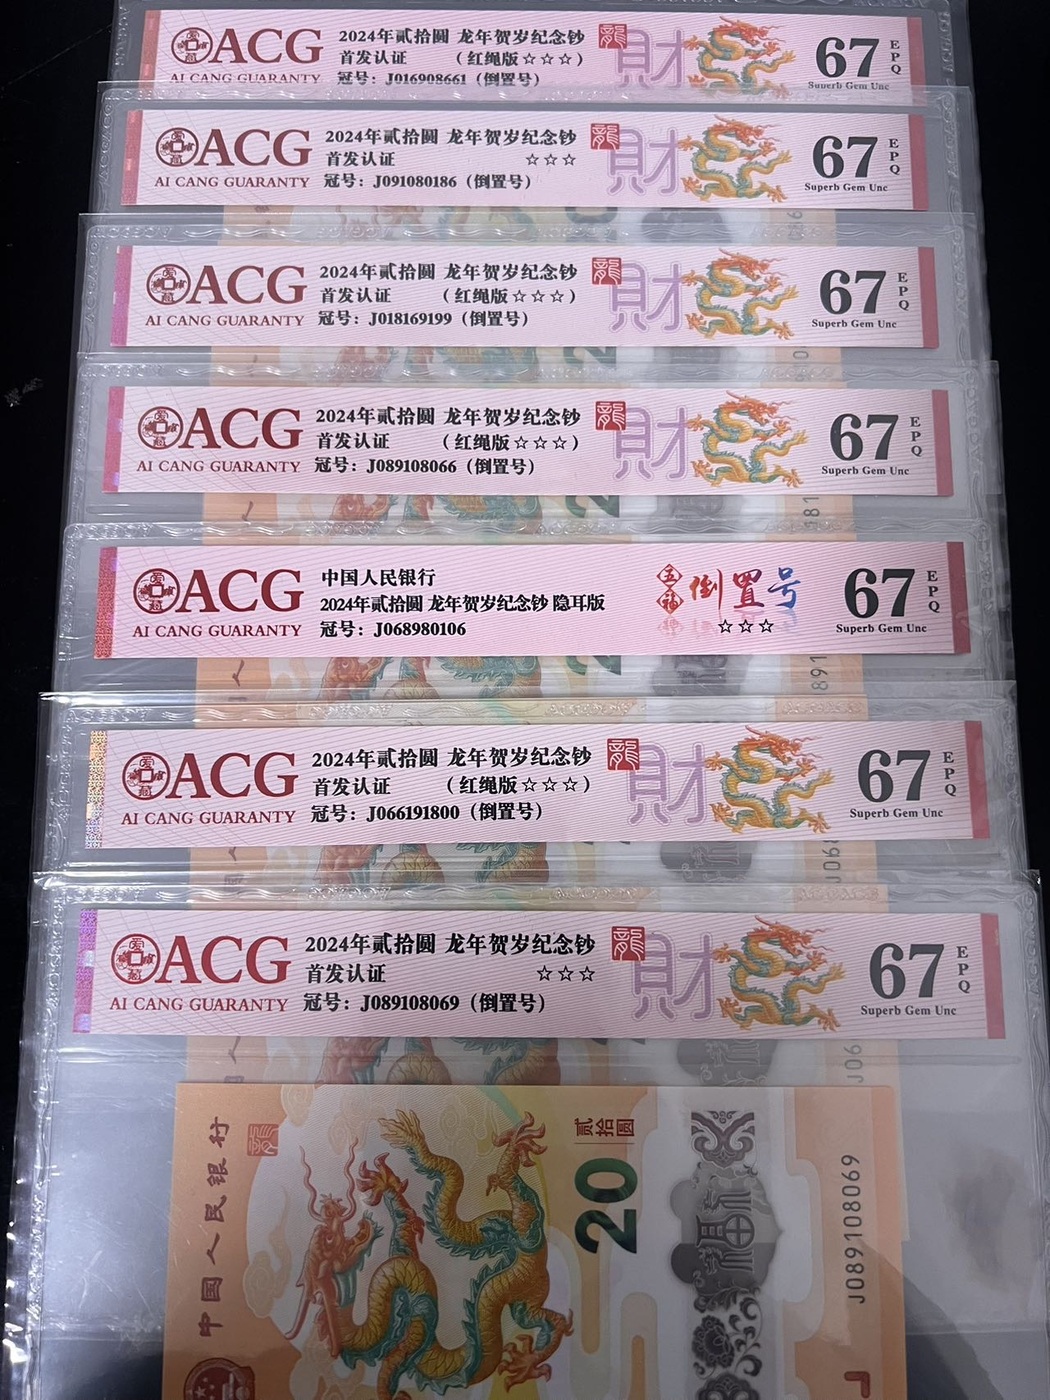 ACG
AI CANG GUARANTY
2024年贰拾圆 龙年贺岁纪念钞
首发认证 （红绳版☆☆☆）
冠号：J016908661（倒置号）
龍
財
67
EPQ
Superb Gem Unc
ACG
AI CANG GUARANTY
2024年贰拾圆 龙年贺岁纪念钞
首发认证 ☆☆☆
冠号：J091080186（倒置号）
龍
財
67
EPQ
Superb Gem Unc
ACG
AI CANG GUARANTY
2024年贰拾圆 龙年贺岁纪念钞
首发认证 （红绳版☆☆☆）
冠号：J018169199（倒置号）
龍
財
67
EPQ
Superb Gem Unc
ACG
AI CANG GUARANTY
2024年贰拾圆 龙年贺岁纪念钞
首发认证 （红绳版☆☆☆）
冠号：J089108066（倒置号）
龍
財
67
EPQ
Superb Gem Unc
ACG
AI CANG GUARANTY
中国人民银行
2024年贰拾圆 龙年贺岁纪念钞 隐耳版
冠号：J068980106
五福
倒置号
☆☆☆
67
EPQ
Superb Gem Unc
ACG
AI CANG GUARANTY
2024年贰拾圆 龙年贺岁纪念钞
首发认证 （红绳版☆☆☆）
冠号：J066191800（倒置号）
龍
財
67
EPQ
Superb Gem Unc
ACG
AI CANG GUARANTY
2024年贰拾圆 龙年贺岁纪念钞
首发认证 ☆☆☆
冠号：J089108069（倒置号）
龍
財
67
EPQ
Superb Gem Unc
中國人民銀行
贰拾圆
20
福
J089108069